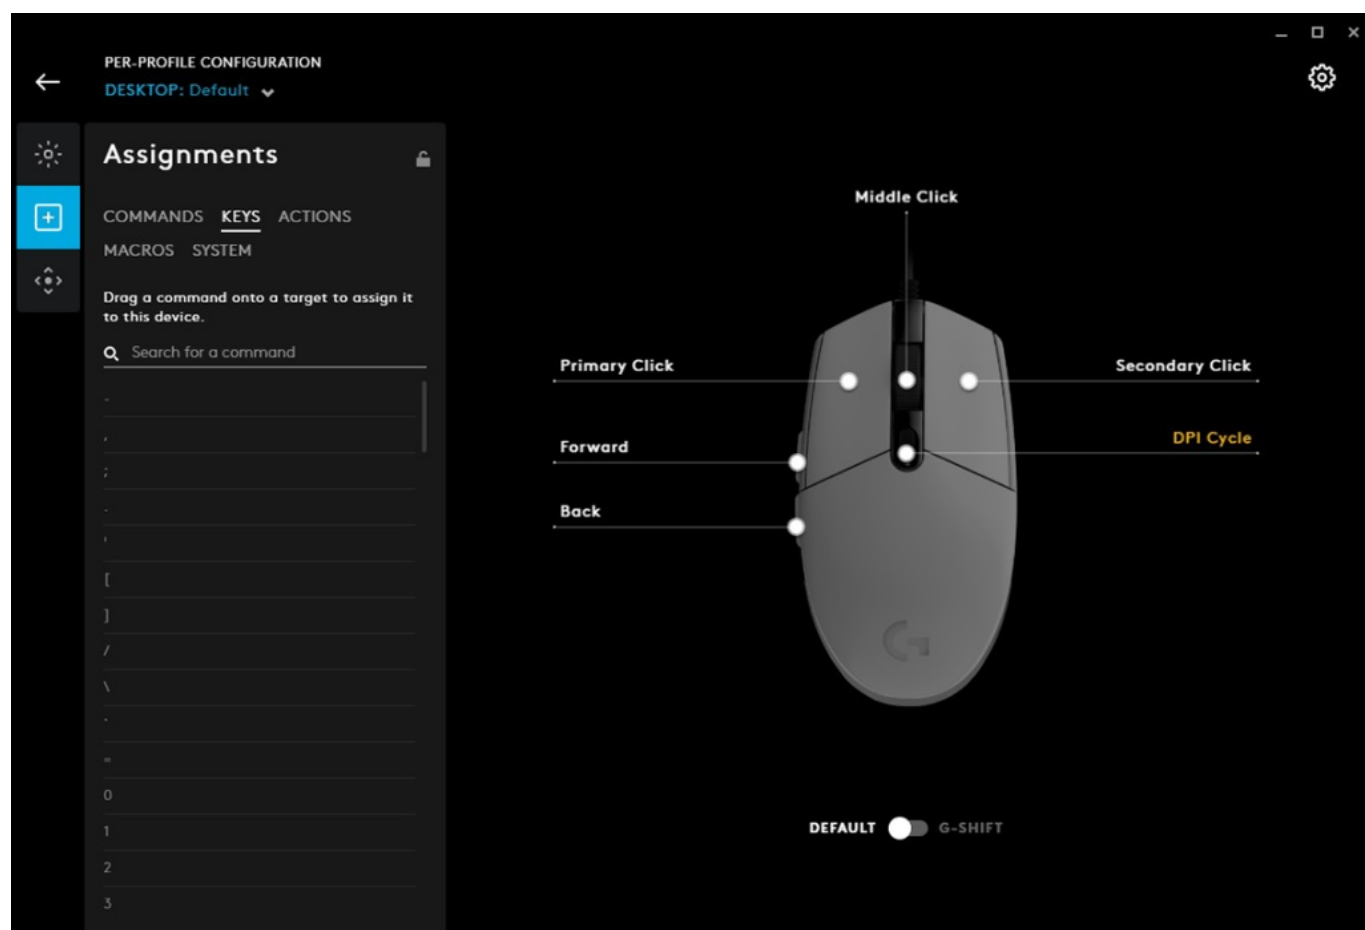 PER-PROFILE CONFIGURATION
DESKTOP: Default
Assignments
COMMANDS KEYS ACTIONS
MACROS SYSTEM
Drag a command onto a target to assign it
to this device.
Search for a command
-
,
;
.
'
[
]
/
\
`
=
0
1
2
3
Middle Click
Primary Click
Secondary Click
Forward
DPI Cycle
Back
G
DEFAULT G-SHIFT